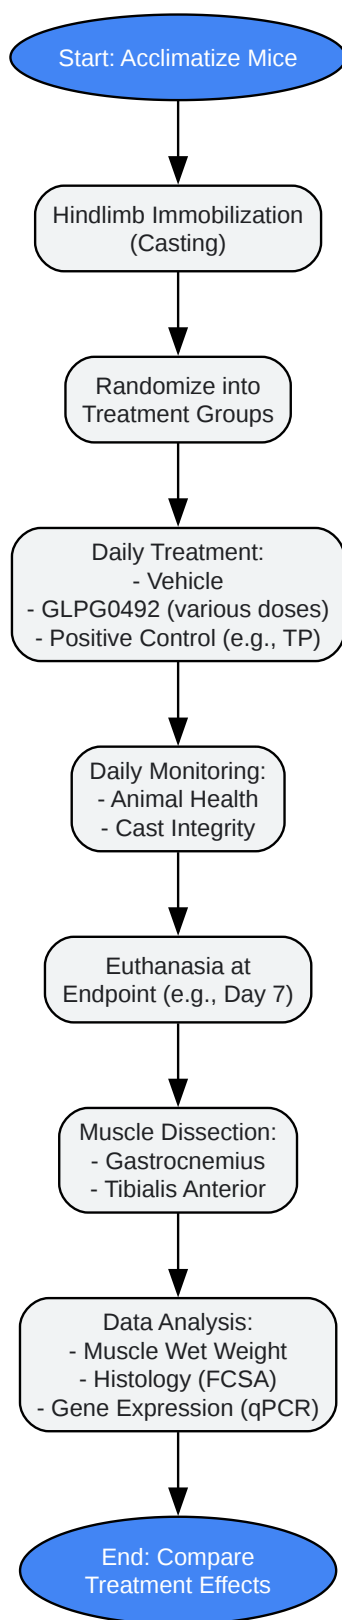 Start: Acclimatize Mice
Hindlimb Immobilization
(Casting)
Randomize into
Treatment Groups
Daily Treatment:
- Vehicle
- GLPG0492 (various doses)
- Positive Control (e.g., TP)
Daily Monitoring:
- Animal Health
- Cast Integrity
Euthanasia at
Endpoint (e.g., Day 7)
Muscle Dissection:
- Gastrocnemius
- Tibialis Anterior
Data Analysis:
- Muscle Wet Weight
- Histology (FCSA)
- Gene Expression (qPCR)
End: Compare
Treatment Effects